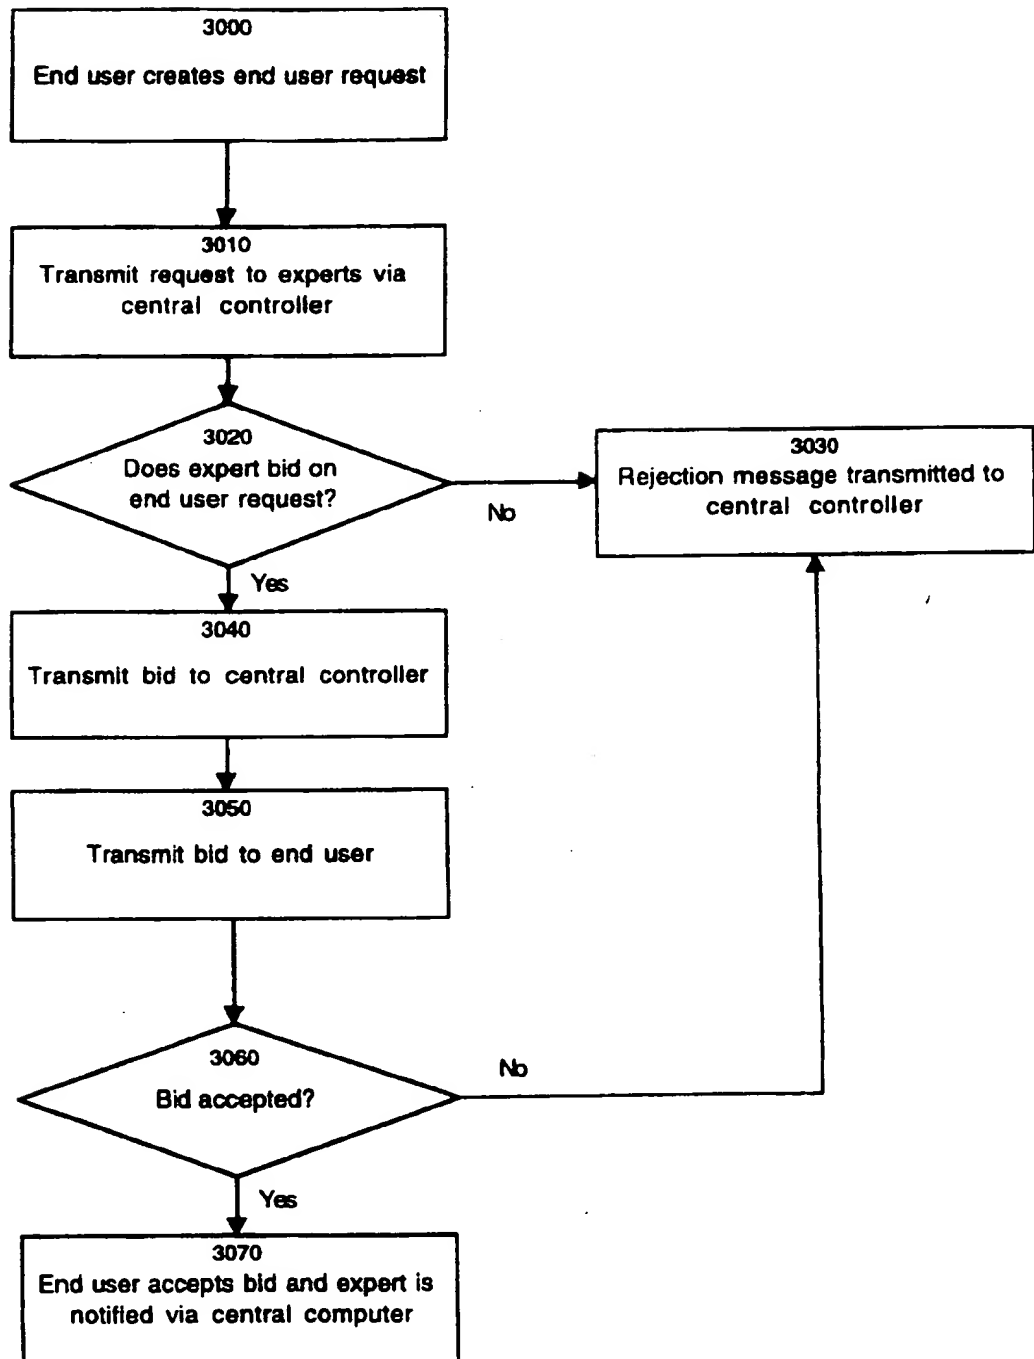 3000
End user creates end user request
3010
Transmit request to experts via
central controller
3020
Does expert bid on
end user request?
No
Yes
3030
Rejection message transmitted to
central controller
3040
Transmit bid to central controller
3050
Transmit bid to end user
3060
Bid accepted?
No
Yes
3070
End user accepts bid and expert is
notified via central computer